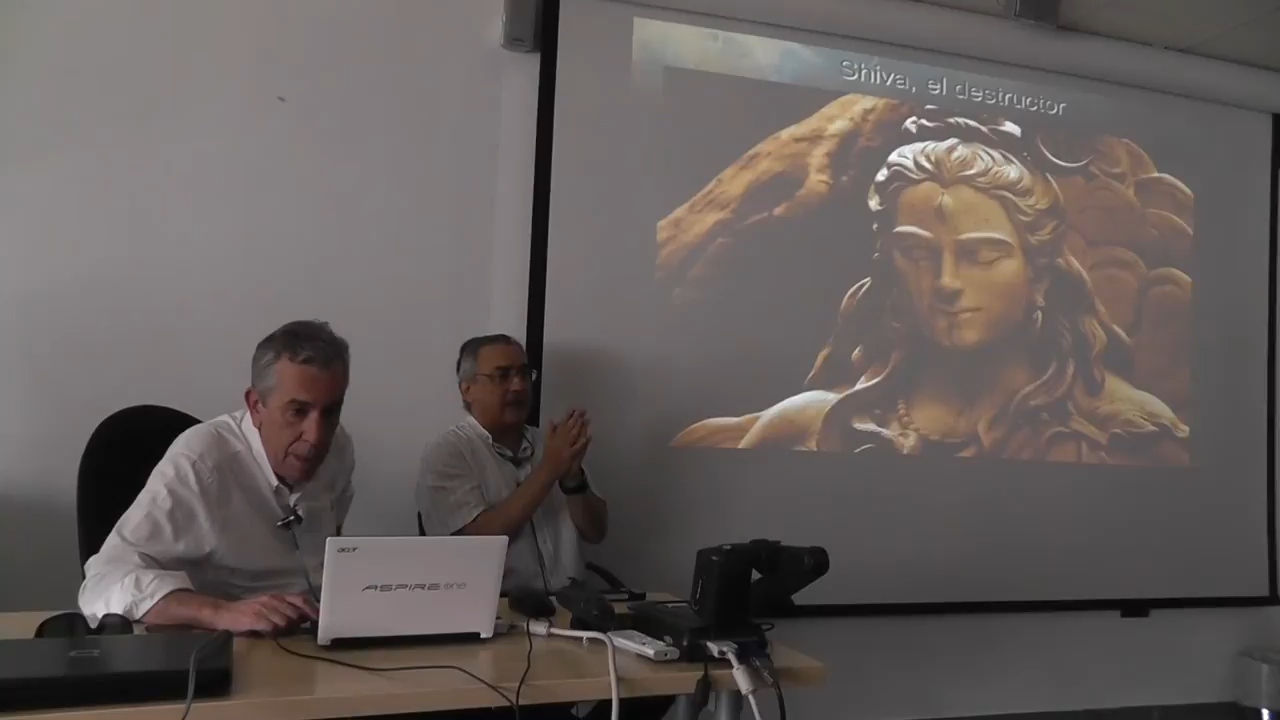 Shiva, el destructor
acer
ASPIRE one